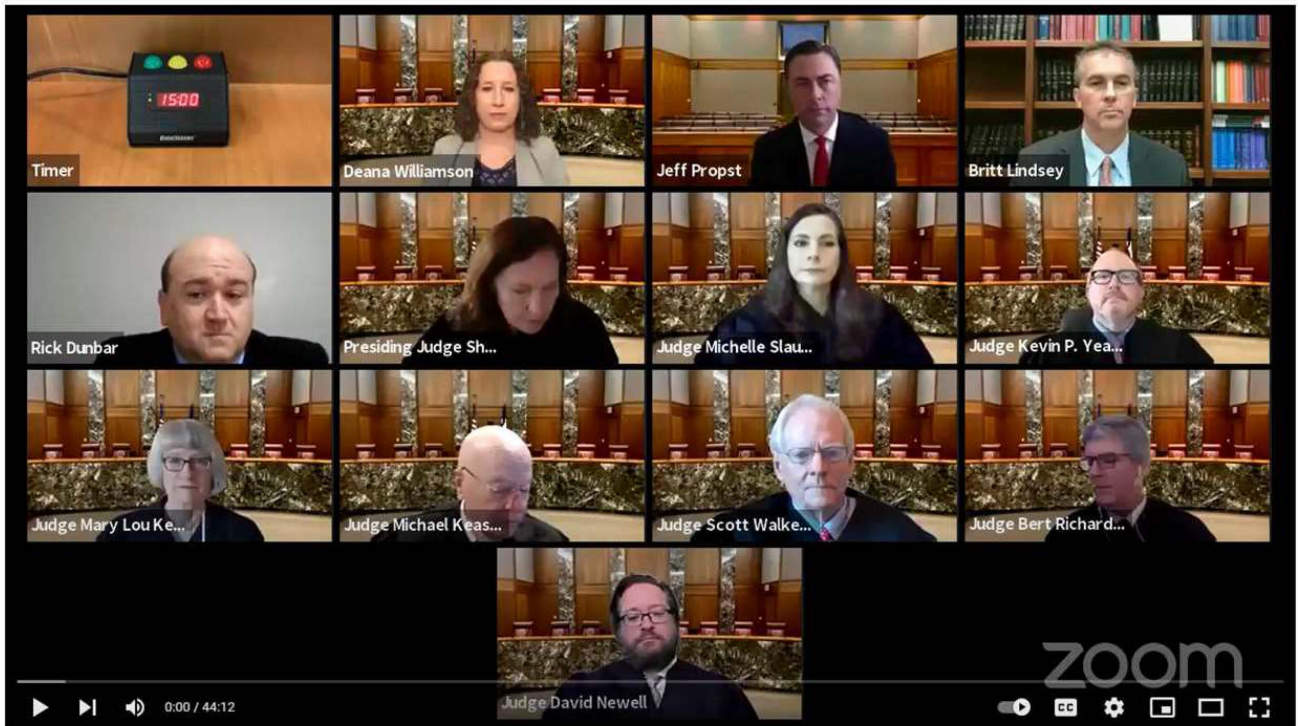 15:00
Timer
Deana Williamson
Jeff Propst
Britt Lindsey
Rick Dunbar
Presiding Judge Sh...
Judge Michelle Slau...
Judge Kevin P. Yea...
Judge Mary Lou Ke...
Judge Michael Keas...
Judge Scott Walke...
Judge Bert Richard...
Judge David Newell
zoom
0:00 / 44:12
CC